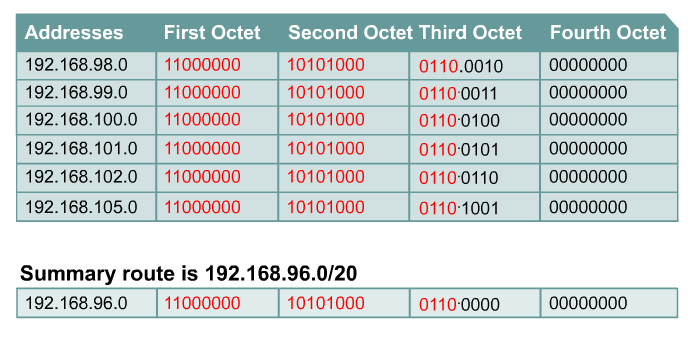 Addresses First Octet Second Octet Third Octet Fourth Octet
192.168.98.0 11000000 10101000 0110.0010 00000000
192.168.99.0 11000000 10101000 0110.0011 00000000
192.168.100.0 11000000 10101000 0110.0100 00000000
192.168.101.0 11000000 10101000 0110.0101 00000000
192.168.102.0 11000000 10101000 0110.0110 00000000
192.168.105.0 11000000 10101000 0110.1001 00000000
Summary route is 192.168.96.0/20
192.168.96.0 11000000 10101000 0110.0000 00000000